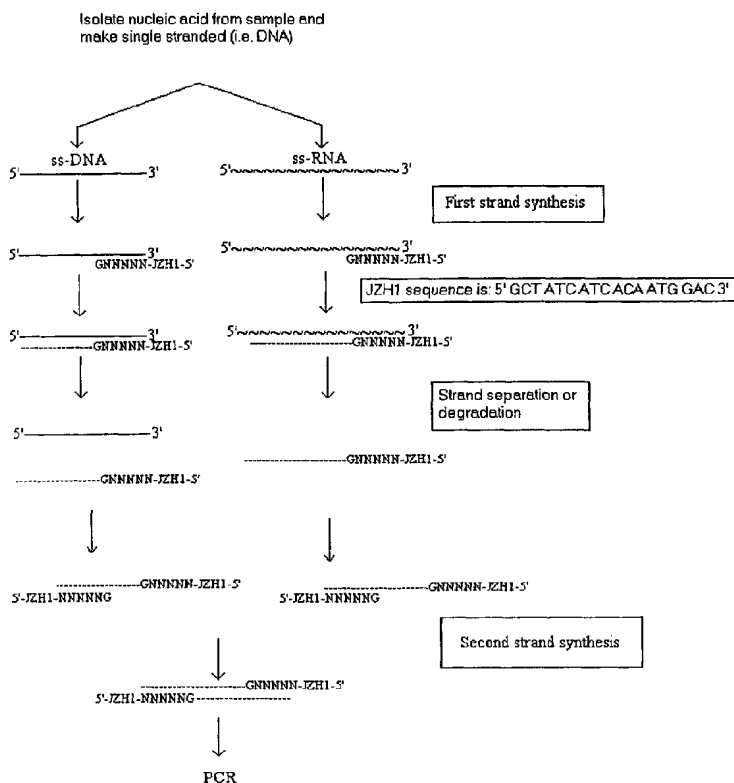 Isolate nucleic acid from sample and
make single stranded (i.e. DNA)
ss-DNA
5' 3'
ss-RNA
5' 3'
First strand synthesis
5' 3'
GNNNNN-JZH1-5'
5' 3'
GNNNNN-JZH1-5'
JZH1 sequence is: 5' GCT ATC ATC ACA ATG GAC 3'
5' 3'
GNNNNN-JZH1-5'
5' 3'
GNNNNN-JZH1-5'
Strand separation or
degradation
5' 3'
GNNNNN-JZH1-5'
GNNNNN-JZH1-5'
GNNNNN-JZH1-5'
5'-JZH1-NNNNNG
GNNNNN-JZH1-5'
5'-JZH1-NNNNNG
Second strand synthesis
GNNNNN-JZH1-5'
5'-JZH1-NNNNNG
PCR